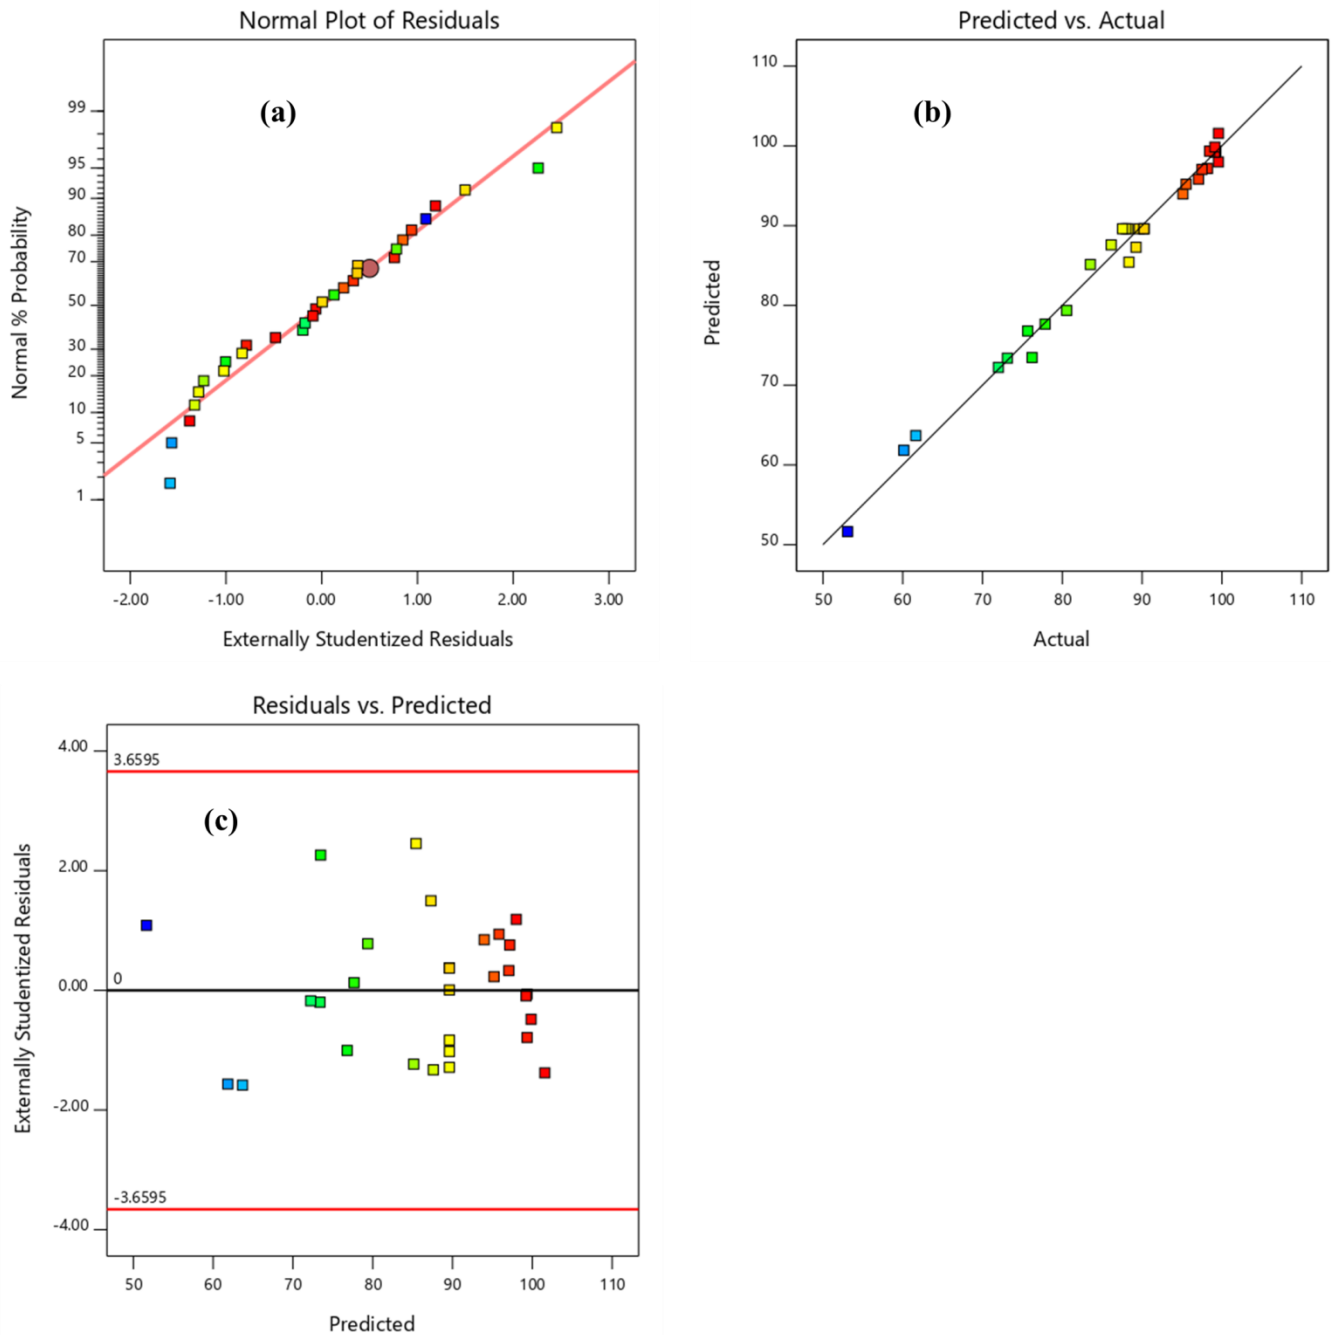 Normal Plot of Residuals
(a)
Normal % Probability
99
95
90
80
70
50
30
20
10
5
1
-2.00 -1.00 0.00 1.00 2.00 3.00
Externally Studentized Residuals
Predicted vs. Actual
(b)
Predicted
110
100
90
80
70
60
50
50 60 70 80 90 100 110
Actual
Residuals vs. Predicted
(c)
Externally Studentized Residuals
4.00
3.6595
2.00
0
0.00
-2.00
-3.6595
-4.00
50 60 70 80 90 100 110
Predicted